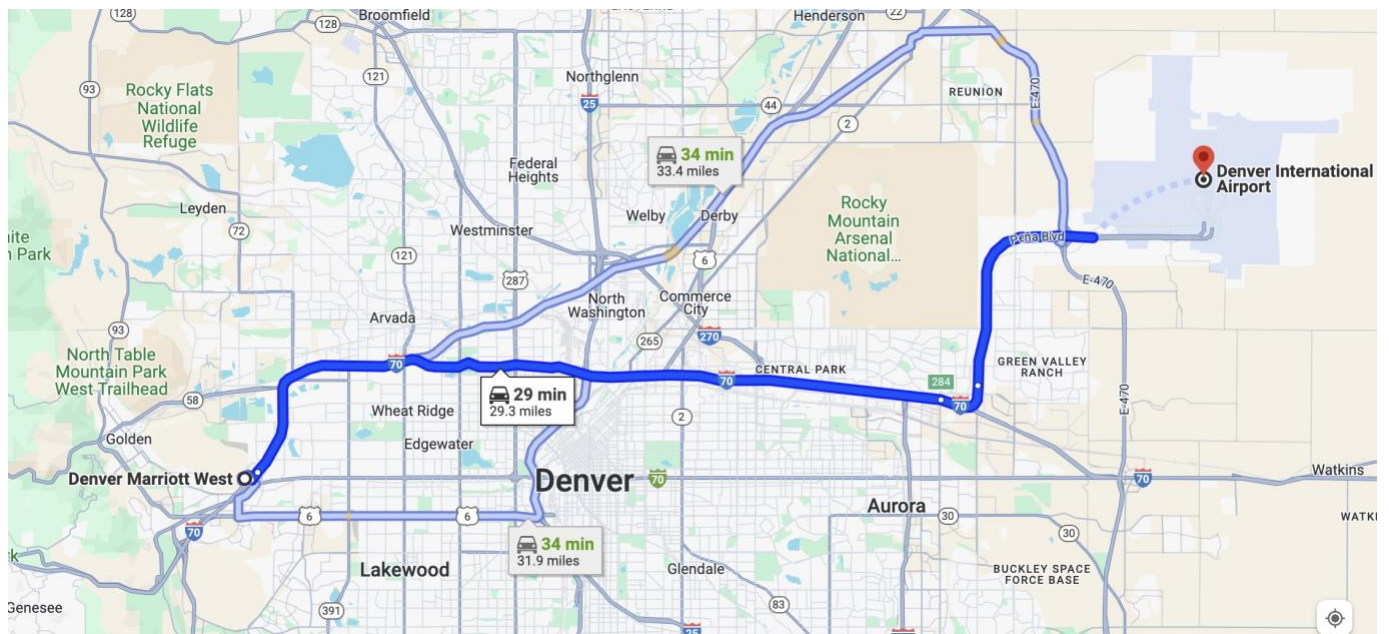 128
128
Broomfield
Henderson
22
128
93
121
Northglenn
Rocky Flats
National
Wildlife
Refuge
25
44
REUNION
E-470
2
34 min
33.4 miles
Federal
Heights
Denver International
Airport
Leyden
Welby
Derby
Rocky
Mountain
Arsenal
National...
72
Westminster
121
6
Peña Blvd
287
E-470
North
Washington
Commerce
City
Arvada
93
265
270
North Table
Mountain Park
West Trailhead
70
CENTRAL PARK
GREEN VALLEY
RANCH
70
284
29 min
29.3 miles
58
Wheat Ridge
2
70
E-470
Golden
Edgewater
Denver Marriott West
Denver
70
70
Watkins
Aurora
6
6
30
70
34 min
31.9 miles
30
Lakewood
Glendale
BUCKLEY SPACE
FORCE BASE
Genesee
391
83
25